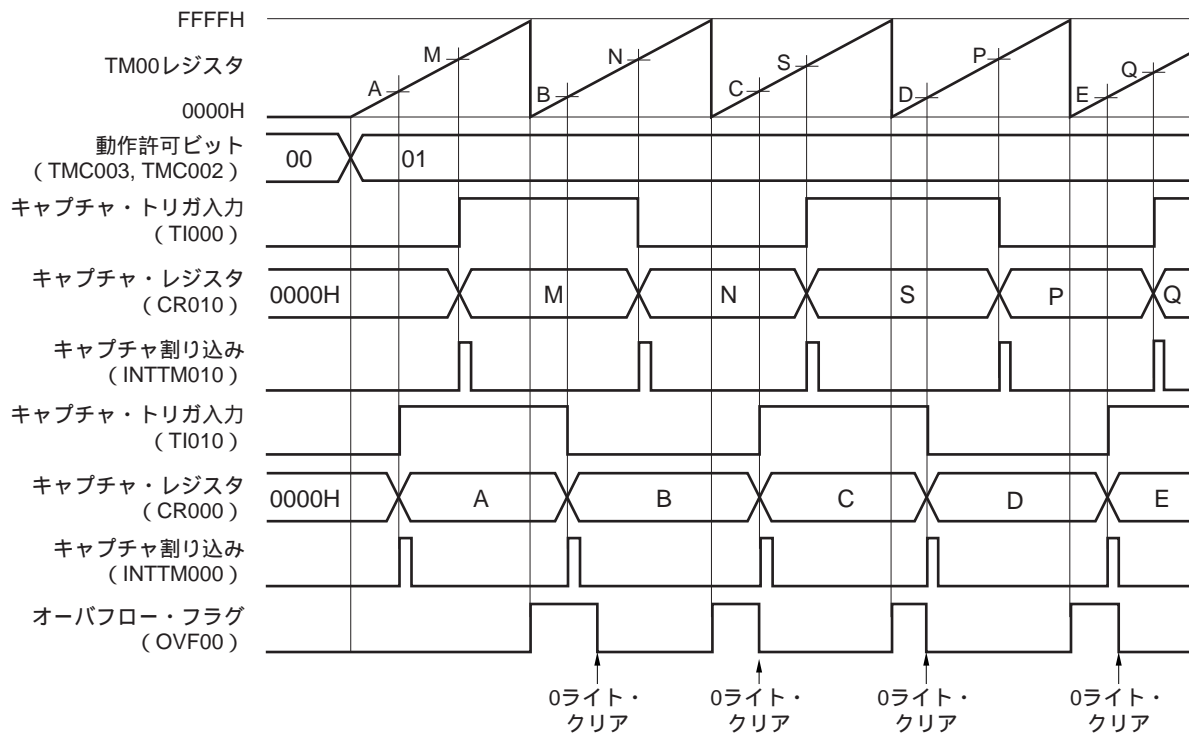 FFFFH
TM00レジスタ
0000H
A
M
B
N
C
S
D
P
E
Q
動作許可ビット
（TMC003, TMC002）
00
01
キャプチャ・トリガ入力
（TI000）
キャプチャ・レジスタ
（CR010）
0000H
M
N
S
P
Q
キャプチャ割り込み
（INTTM010）
キャプチャ・トリガ入力
（TI010）
キャプチャ・レジスタ
（CR000）
0000H
A
B
C
D
E
キャプチャ割り込み
（INTTM000）
オーバフロー・フラグ
（OVF00）
0ライト・
クリア
0ライト・
クリア
0ライト・
クリア
0ライト・
クリア